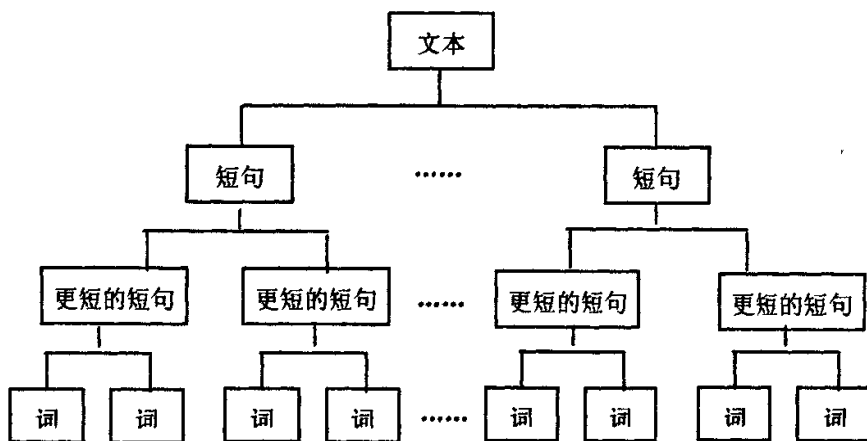 文本
短句 ...... 短句
更短的短句 更短的短句 ...... 更短的短句 更短的短句
词 词 词 词 ...... 词 词 词 词